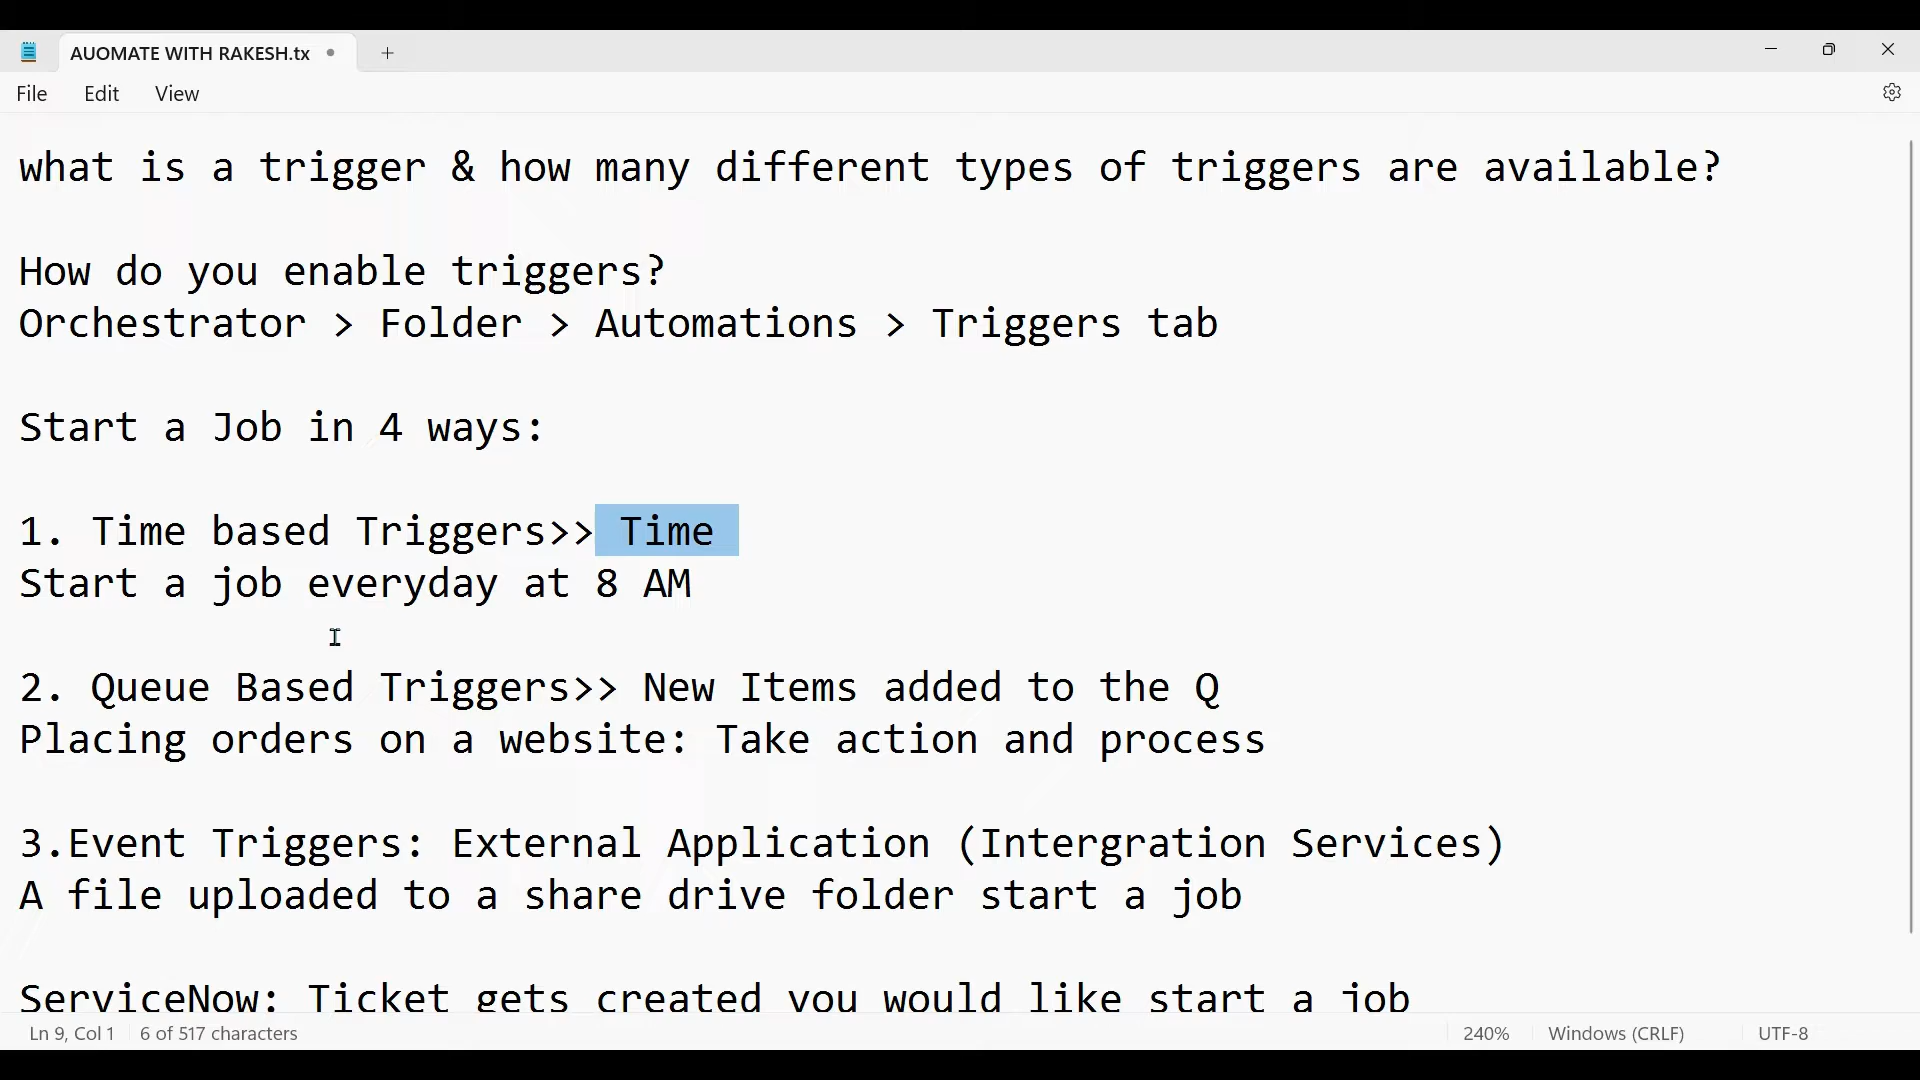 AUOMATE WITH RAKESH.tx
File Edit View
what is a trigger & how many different types of triggers are available?
How do you enable triggers?
Orchestrator > Folder > Automations > Triggers tab
Start a Job in 4 ways:
1. Time based Triggers>> Time
Start a job everyday at 8 AM
2. Queue Based Triggers>> New Items added to the Q
Placing orders on a website: Take action and process
3.Event Triggers: External Application (Intergration Services)
A file uploaded to a share drive folder start a job
ServiceNow: Ticket gets created you would like start a job
Ln 9, Col 1 6 of 517 characters 240% Windows (CRLF) UTF-8